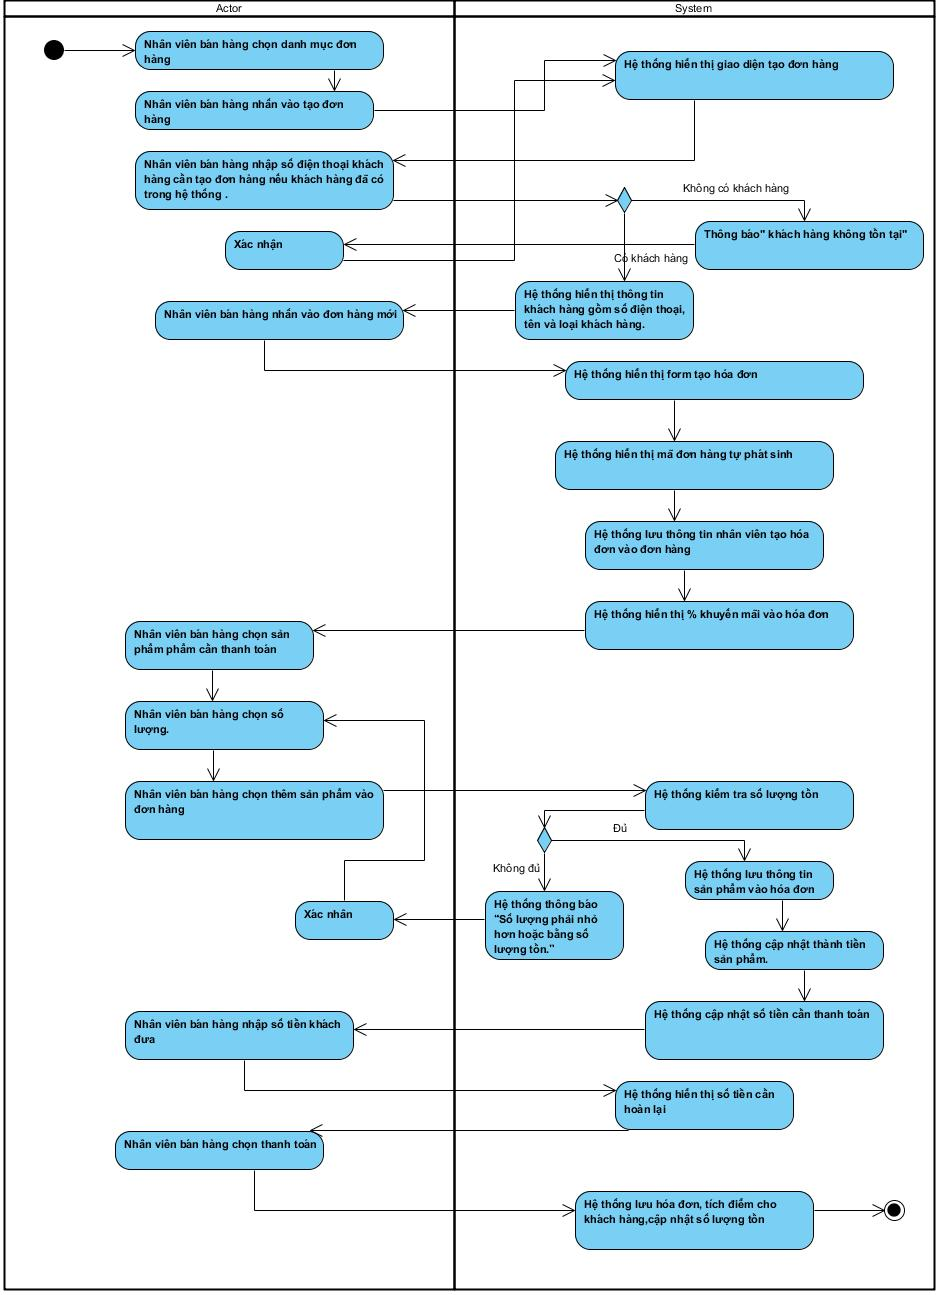 Actor
System
Nhân viên bán hàng chọn danh mục đơn
hàng
Hệ thống hiển thị giao diện tạo đơn hàng
Nhân viên bán hàng nhấn vào tạo đơn
hàng
Nhân viên bán hàng nhập số điện thoại khách
hàng cần tạo đơn hàng nếu khách hàng đã có
trong hệ thống .
Không có khách hàng
Xác nhận
Thông báo" khách hàng không tồn tại"
Có khách hàng
Hệ thống hiển thị thông tin
khách hàng gồm số điện thoại,
tên và loại khách hàng.
Nhân viên bán hàng nhấn vào đơn hàng mới
Hệ thống hiển thị form tạo hóa đơn
Hệ thống hiển thị mã đơn hàng tự phát sinh
Hệ thống lưu thông tin nhân viên tạo hóa
đơn vào đơn hàng
Hệ thống hiển thị % khuyến mãi vào hóa đơn
Nhân viên bán hàng chọn sản
phẩm phẩm cần thanh toán
Nhân viên bán hàng chọn số
lượng.
Nhân viên bán hàng chọn thêm sản phẩm vào
đơn hàng
Hệ thống kiểm tra số lượng tồn
Đủ
Không đủ
Hệ thống lưu thông tin
sản phẩm vào hóa đơn
Hệ thống thông báo
“Số lượng phải nhỏ
hơn hoặc bằng số
lượng tồn.”
Xác nhân
Hệ thống cập nhật thành tiền
sản phẩm.
Hệ thống cập nhật số tiền cần thanh toán
Nhân viên bán hàng nhập số tiền khách
đưa
Hệ thống hiển thị số tiền cần
hoàn lại
Nhân viên bán hàng chọn thanh toán
Hệ thống lưu hóa đơn, tích điểm cho
khách hàng,cập nhật số lượng tồn